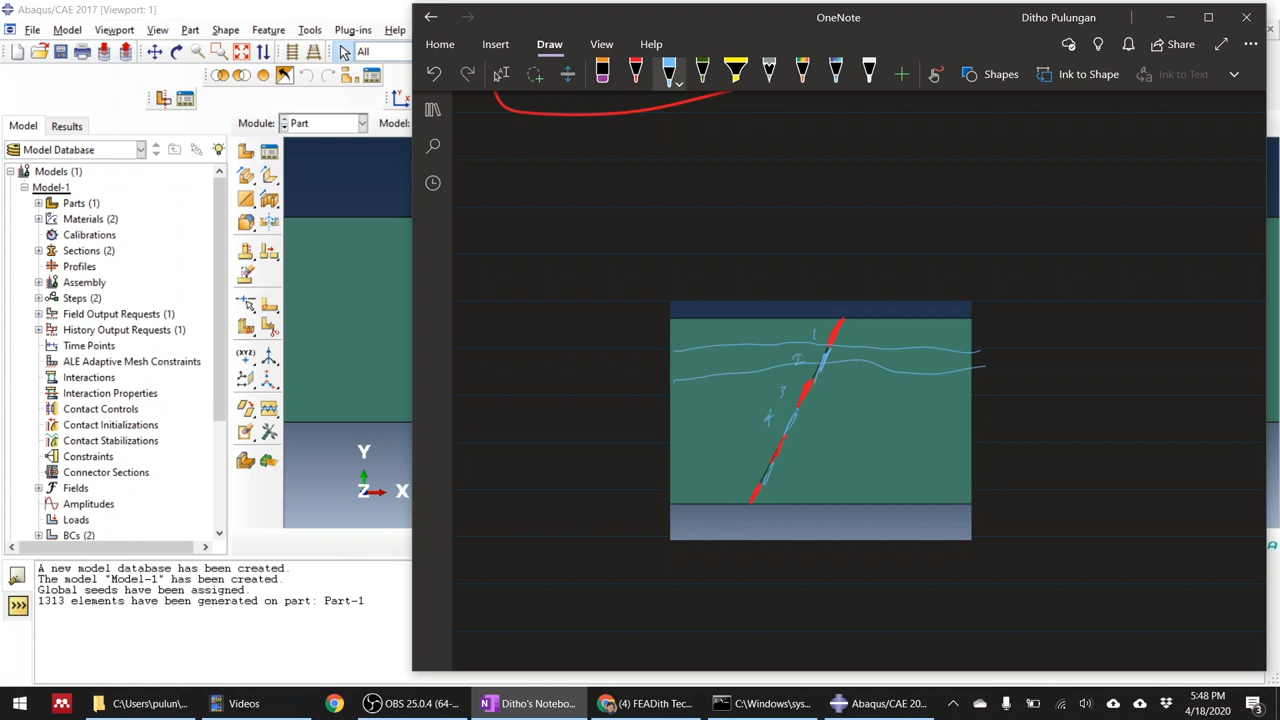 Abaqus/CAE 2017 [Viewport: 1]
File Model Viewport View Part Shape Feature Tools Plug-ins Help
All
Module: Part Model:
Model Results
Model Database
Models (1)
Model-1
Parts (1)
Materials (2)
Calibrations
Sections (2)
Profiles
Assembly
Steps (2)
Field Output Requests (1)
History Output Requests (1)
Time Points
ALE Adaptive Mesh Constraints
Interactions
Interaction Properties
Contact Controls
Contact Initializations
Contact Stabilizations
Constraints
Connector Sections
Fields
Amplitudes
Loads
BCs (2)
(XYZ)
Y
Z X
A new model database has been created.
The model "Model-1" has been created.
Global seeds have been assigned.
1313 elements have been generated on part: Part-1
OneNote
Ditho Pulungan
Home Insert Draw View Help
Share
Shapes Ink to Shape Ink to Text
1
2
3
4
C:\Users\pulun\... Videos OBS 25.0.4 (64-... Ditho's Notebo... (4) FEADith Tec... C:\Windows\sys... Abaqus/CAE 20...
5:48 PM
4/18/2020